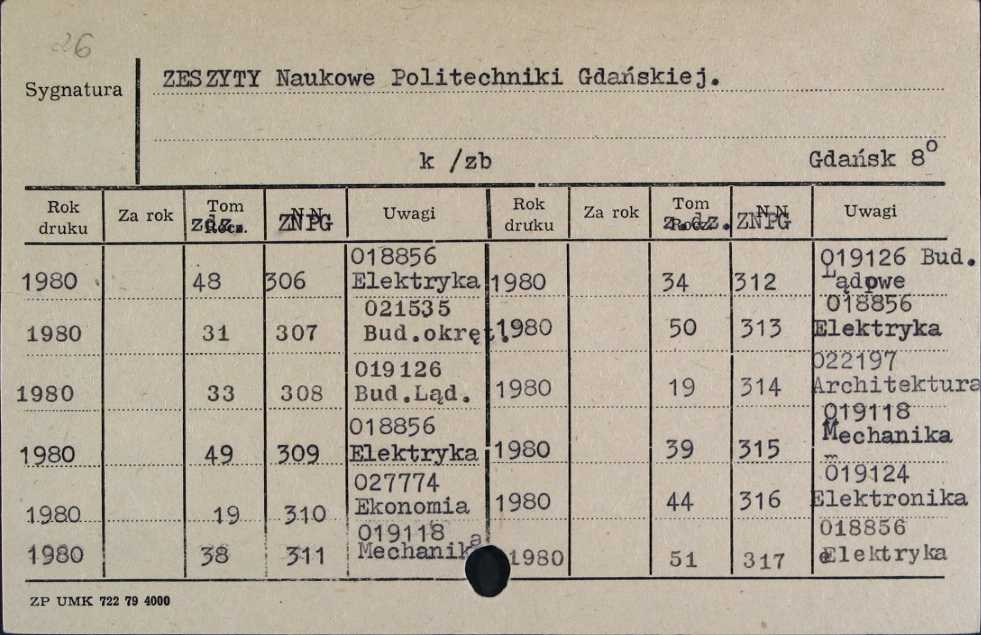 26
Sygnatura
ZESZYTY Naukowe Politechniki Gdańskiej.
k /zb Gdańsk 8°
Rok druku Za rok Tom Rocz. zdz. N N ZNPG Uwagi Rok druku Za rok Tom Rocz. z.dz. N N ZNPG Uwagi
1980 48 306 018856 Elektryka 1980 34 312 019126 Bud. Lądowe
1980 31 307 021535 Bud.okręt. 1980 50 313 018856 Elektryka
1980 33 308 019126 Bud.Ląd. 1980 19 314 022197 Architektura
1980 49 309 018856 Elektryka 1980 39 315 019118 Mechanika
1980 19 310 027774 Ekonomia 1980 44 316 019124 Elektronika
1980 38 311 019118 Mechanika 1980 51 317 018856 Elektryka
ZP UMK 722 79 4000